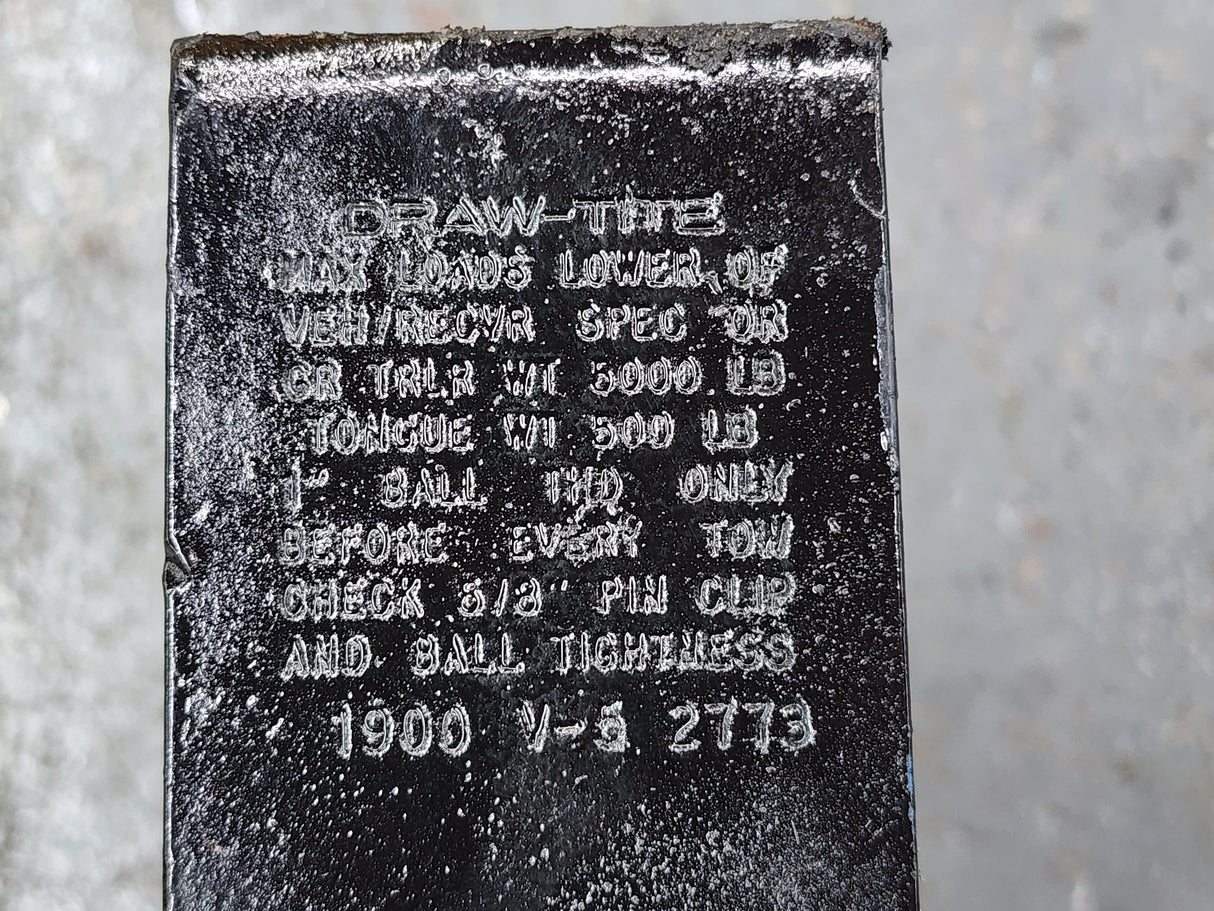 DRAW-TITE
MAX LOADS LOWER OF
VEH/RECVR SPEC OR
GR TRLR WT 5000 LB
TONGUE WT 500 LB
1" BALL THD ONLY
BEFORE EVERY TOW
CHECK 5/8" PIN CLIP
AND BALL TIGHTNESS
1900 V-5 2773